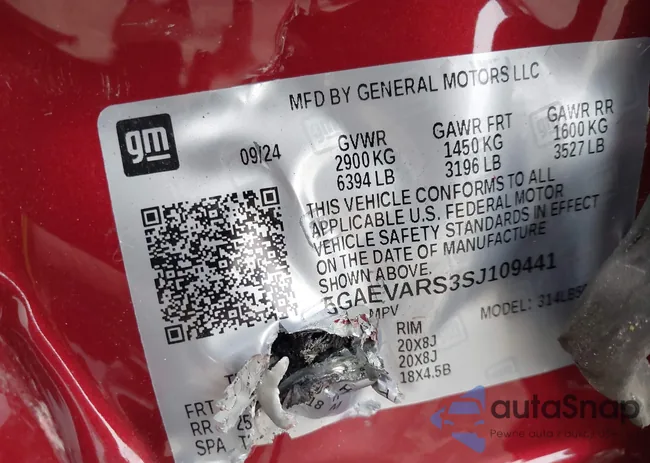 MFD BY GENERAL MOTORS LLC
gm
09/24
GVWR
2900 KG
6394 LB
GAWR FRT
1450 KG
3196 LB
GAWR RR
1600 KG
3527 LB
THIS VEHICLE CONFORMS TO ALL
APPLICABLE U.S. FEDERAL MOTOR
VEHICLE SAFETY STANDARDS IN EFFECT
ON THE DATE OF MANUFACTURE
SHOWN ABOVE.
5GAEVARS3SJ109441
MPV
MODEL:
RIM
20X8J
20X8J
18X4.5B
FRT
RR
SPA
18
autaSnap
Pewne auta z